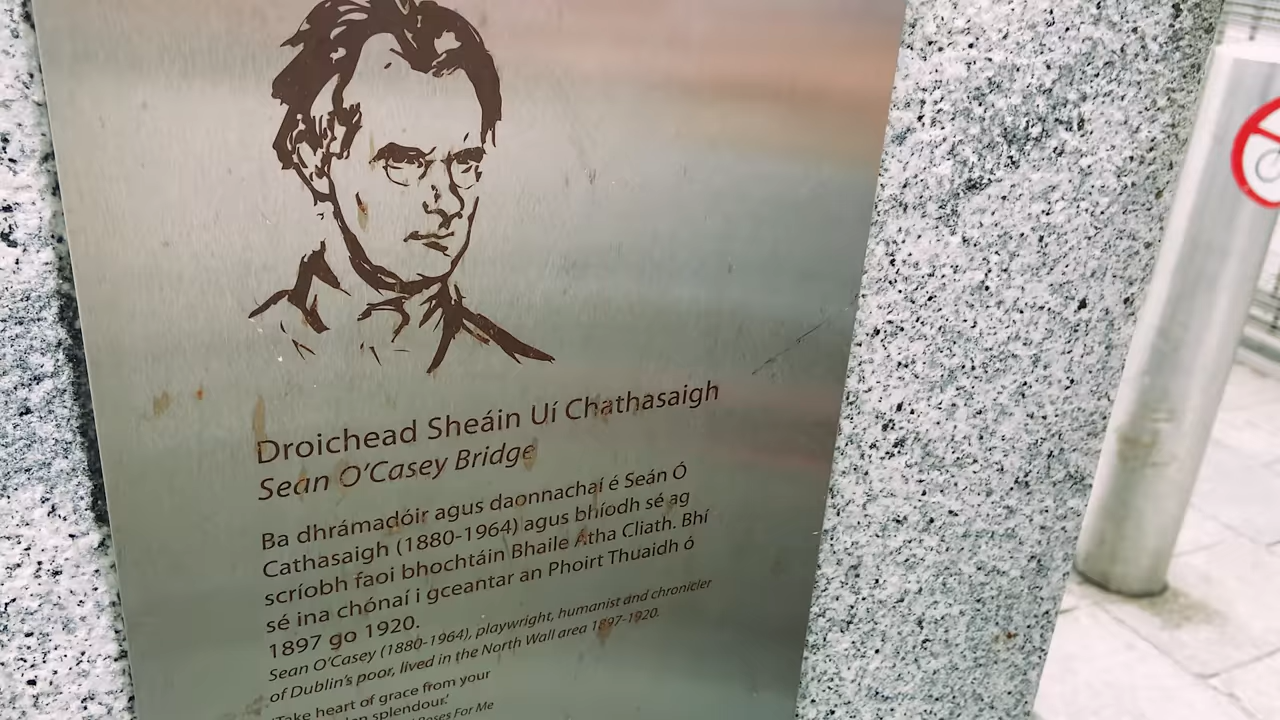 Droichead Sheáin Uí Chathasaigh
Sean O'Casey Bridge
Ba dhrámadóir agus daonnachaí é Seán Ó
Cathasaigh (1880-1964) agus bhíodh sé ag
scríobh faoi bhochtáin Bhaile Átha Cliath. Bhí
sé ina chónaí i gceantar an Phoirt Thuaidh ó
1897 go 1920.
Sean O'Casey (1880-1964), playwright, humanist and chronicler
of Dublin's poor, lived in the North Wall area 1897-1920.
'Take heart of grace from your
splendour.'
Roses For Me